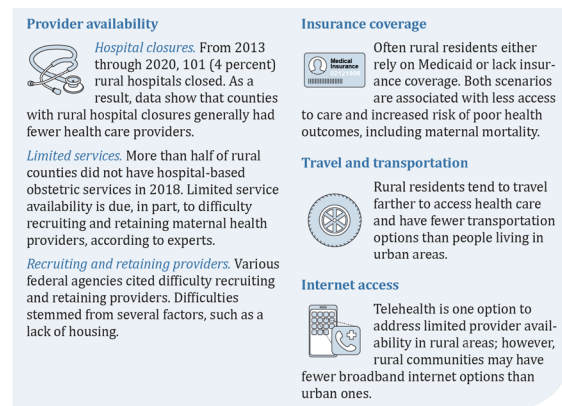 Provider availability
Hospital closures. From 2013
through 2020, 101 (4 percent)
rural hospitals closed. As a
result, data show that counties
with rural hospital closures generally had
fewer health care providers.
Limited services. More than half of rural
counties did not have hospital-based
obstetric services in 2018. Limited service
availability is due, in part, to difficulty
recruiting and retaining maternal health
providers, according to experts.
Recruiting and retaining providers. Various
federal agencies cited difficulty recruiting
and retaining providers. Difficulties
stemmed from several factors, such as a
lack of housing.
Insurance coverage
Medical
Insurance
Often rural residents either
rely on Medicaid or lack insur-
ance coverage. Both scenarios
are associated with less access
to care and increased risk of poor health
outcomes, including maternal mortality.
Travel and transportation
Rural residents tend to travel
farther to access health care
and have fewer transportation
options than people living in
urban areas.
Internet access
Telehealth is one option to
address limited provider avail-
ability in rural areas; however,
rural communities may have
fewer broadband internet options than
urban ones.